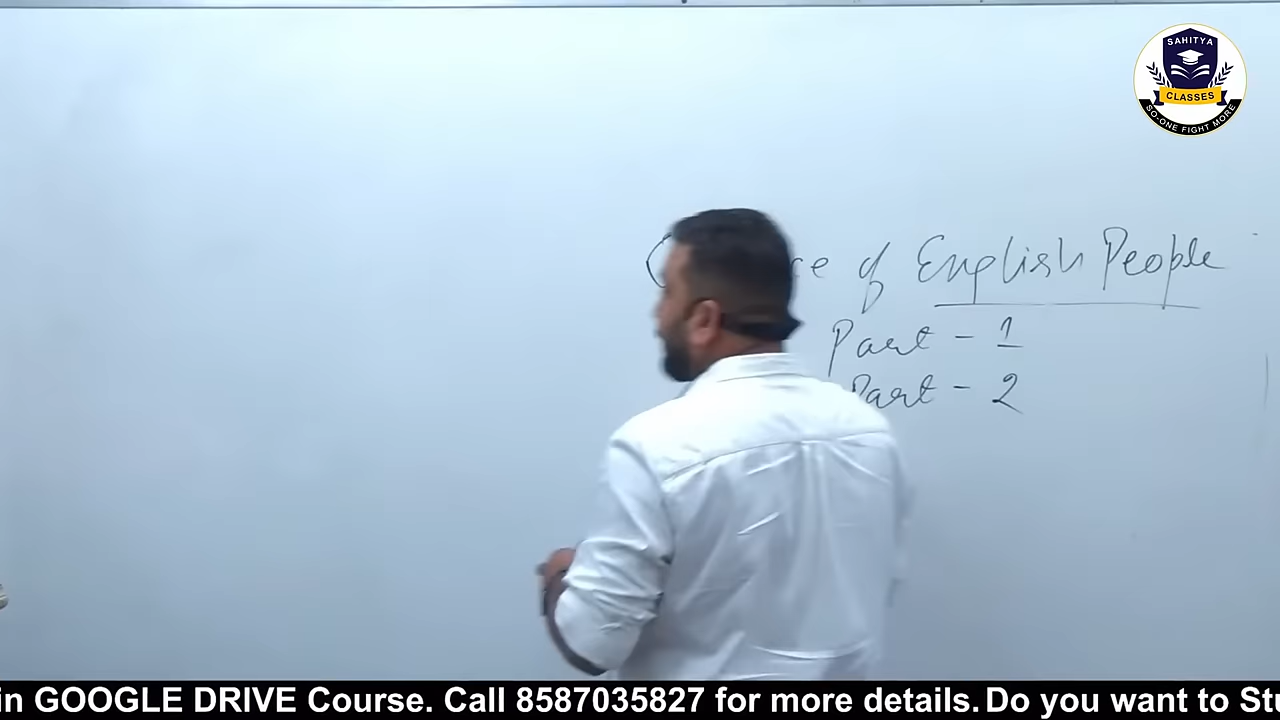 SAHITYA
CLASSES
SO-ONE FIGHT MORE
of English People
Part - 1
Part - 2
in GOOGLE DRIVE Course. Call 8587035827 for more details. Do you want to